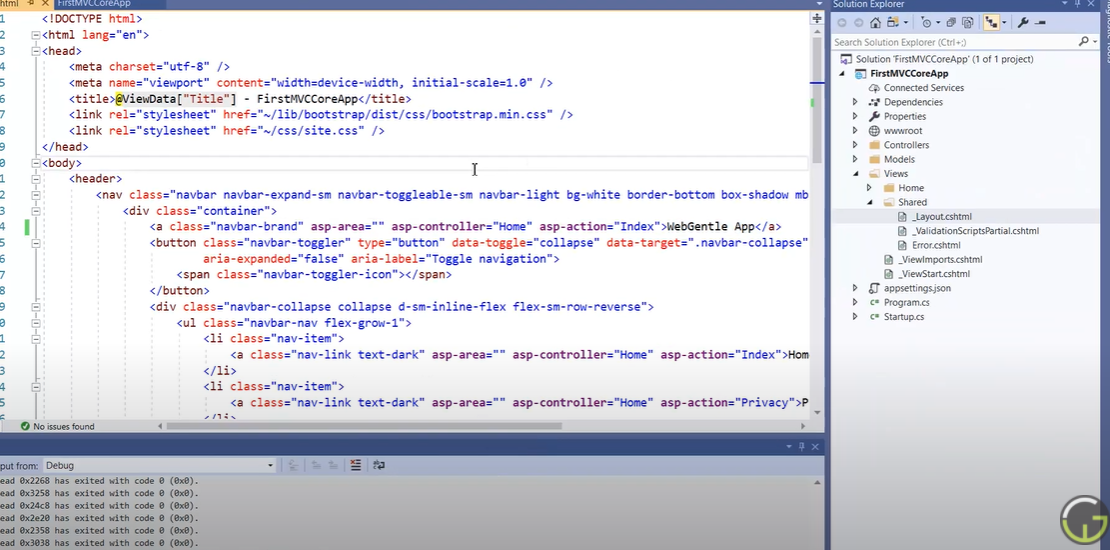 html
FirstMVCCoreApp
1 <!DOCTYPE html>
2 <html lang="en">
3 <head>
4 <meta charset="utf-8" />
5 <meta name="viewport" content="width=device-width, initial-scale=1.0" />
6 <title>@ViewData["Title"] - FirstMVCCoreApp</title>
7 <link rel="stylesheet" href="~/lib/bootstrap/dist/css/bootstrap.min.css" />
8 <link rel="stylesheet" href="~/css/site.css" />
9 </head>
0 <body>
1 <header>
2 <nav class="navbar navbar-expand-sm navbar-toggleable-sm navbar-light bg-white border-bottom box-shadow mb
3 <div class="container">
4 <a class="navbar-brand" asp-area="" asp-controller="Home" asp-action="Index">WebGentle App</a>
5 <button class="navbar-toggler" type="button" data-toggle="collapse" data-target=".navbar-collapse"
6 aria-expanded="false" aria-label="Toggle navigation">
7 <span class="navbar-toggler-icon"></span>
8 </button>
9 <div class="navbar-collapse collapse d-sm-inline-flex flex-sm-row-reverse">
0 <ul class="navbar-nav flex-grow-1">
1 <li class="nav-item">
2 <a class="nav-link text-dark" asp-area="" asp-controller="Home" asp-action="Index">Hom
3 </li>
4 <li class="nav-item">
5 <a class="nav-link text-dark" asp-area="" asp-controller="Home" asp-action="Privacy">P
6 </li>
No issues found
put from: Debug
ead 0x2268 has exited with code 0 (0x0).
ead 0x3258 has exited with code 0 (0x0).
ead 0x24c8 has exited with code 0 (0x0).
ead 0x2e20 has exited with code 0 (0x0).
ead 0x2358 has exited with code 0 (0x0).
ead 0x3038 has exited with code 0 (0x0).
Solution Explorer
Search Solution Explorer (Ctrl+;)
Solution 'FirstMVCCoreApp' (1 of 1 project)
FirstMVCCoreApp
Connected Services
Dependencies
Properties
wwwroot
Controllers
Models
Views
Home
Shared
_Layout.cshtml
_ValidationScriptsPartial.cshtml
Error.cshtml
_ViewImports.cshtml
_ViewStart.cshtml
appsettings.json
C# Program.cs
C# Startup.cs